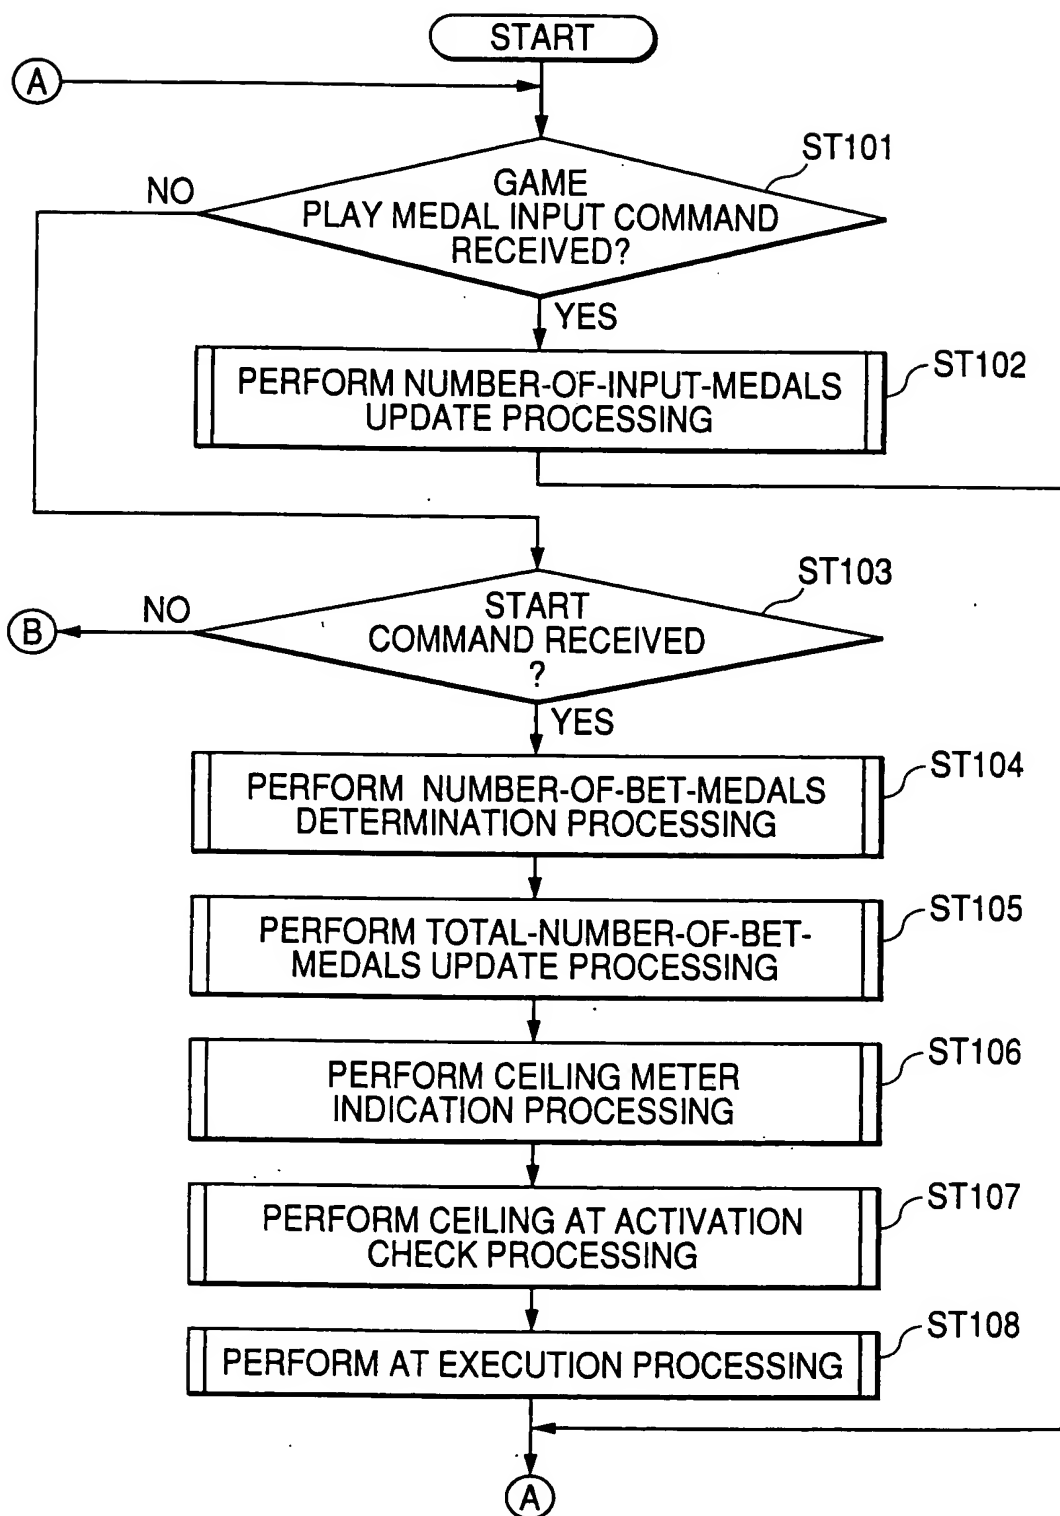 START
A
ST101
NO
GAME
PLAY MEDAL INPUT COMMAND
RECEIVED?
YES
ST102
PERFORM NUMBER-OF-INPUT-MEDALS
UPDATE PROCESSING
ST103
B
NO
START
COMMAND RECEIVED
?
YES
ST104
PERFORM NUMBER-OF-BET-MEDALS
DETERMINATION PROCESSING
ST105
PERFORM TOTAL-NUMBER-OF-BET-
MEDALS UPDATE PROCESSING
ST106
PERFORM CEILING METER
INDICATION PROCESSING
ST107
PERFORM CEILING AT ACTIVATION
CHECK PROCESSING
ST108
PERFORM AT EXECUTION PROCESSING
A